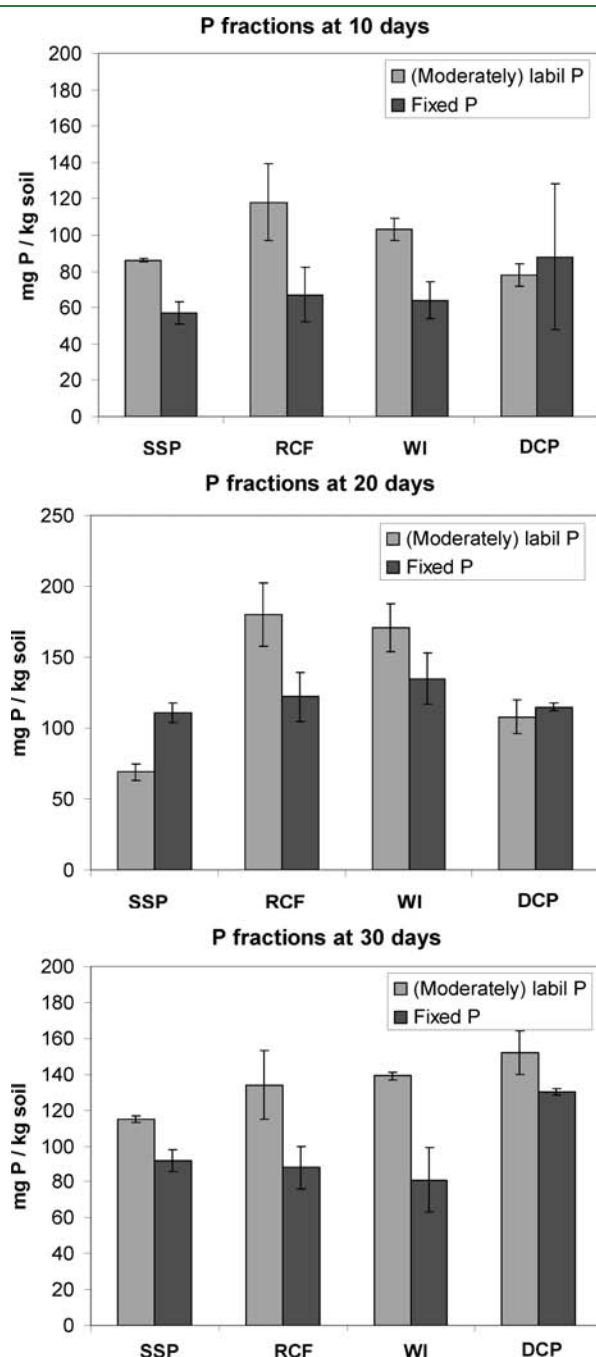 P fractions at 10 days
mg P / kg soil
200
180
160
140
120
100
80
60
40
20
0
(Moderately) labil P
Fixed P
SSP RCF WI DCP
P fractions at 20 days
mg P / kg soil
250
200
150
100
50
0
(Moderately) labil P
Fixed P
SSP RCF WI DCP
P fractions at 30 days
mg P / kg soil
200
180
160
140
120
100
80
60
40
20
0
(Moderately) labil P
Fixed P
SSP RCF WI DCP